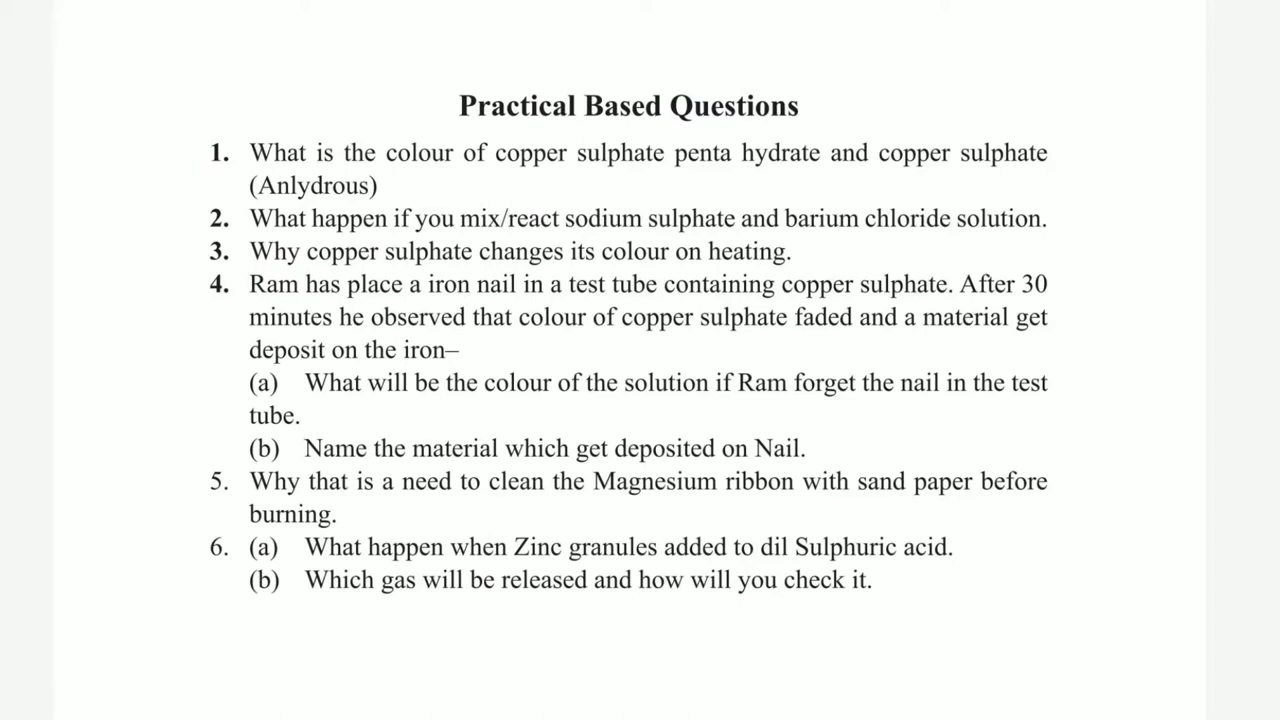 Practical Based Questions
1. What is the colour of copper sulphate penta hydrate and copper sulphate
(Anlydrous)
2. What happen if you mix/react sodium sulphate and barium chloride solution.
3. Why copper sulphate changes its colour on heating.
4. Ram has place a iron nail in a test tube containing copper sulphate. After 30
minutes he observed that colour of copper sulphate faded and a material get
deposit on the iron–
(a) What will be the colour of the solution if Ram forget the nail in the test
tube.
(b) Name the material which get deposited on Nail.
5. Why that is a need to clean the Magnesium ribbon with sand paper before
burning.
6. (a) What happen when Zinc granules added to dil Sulphuric acid.
(b) Which gas will be released and how will you check it.